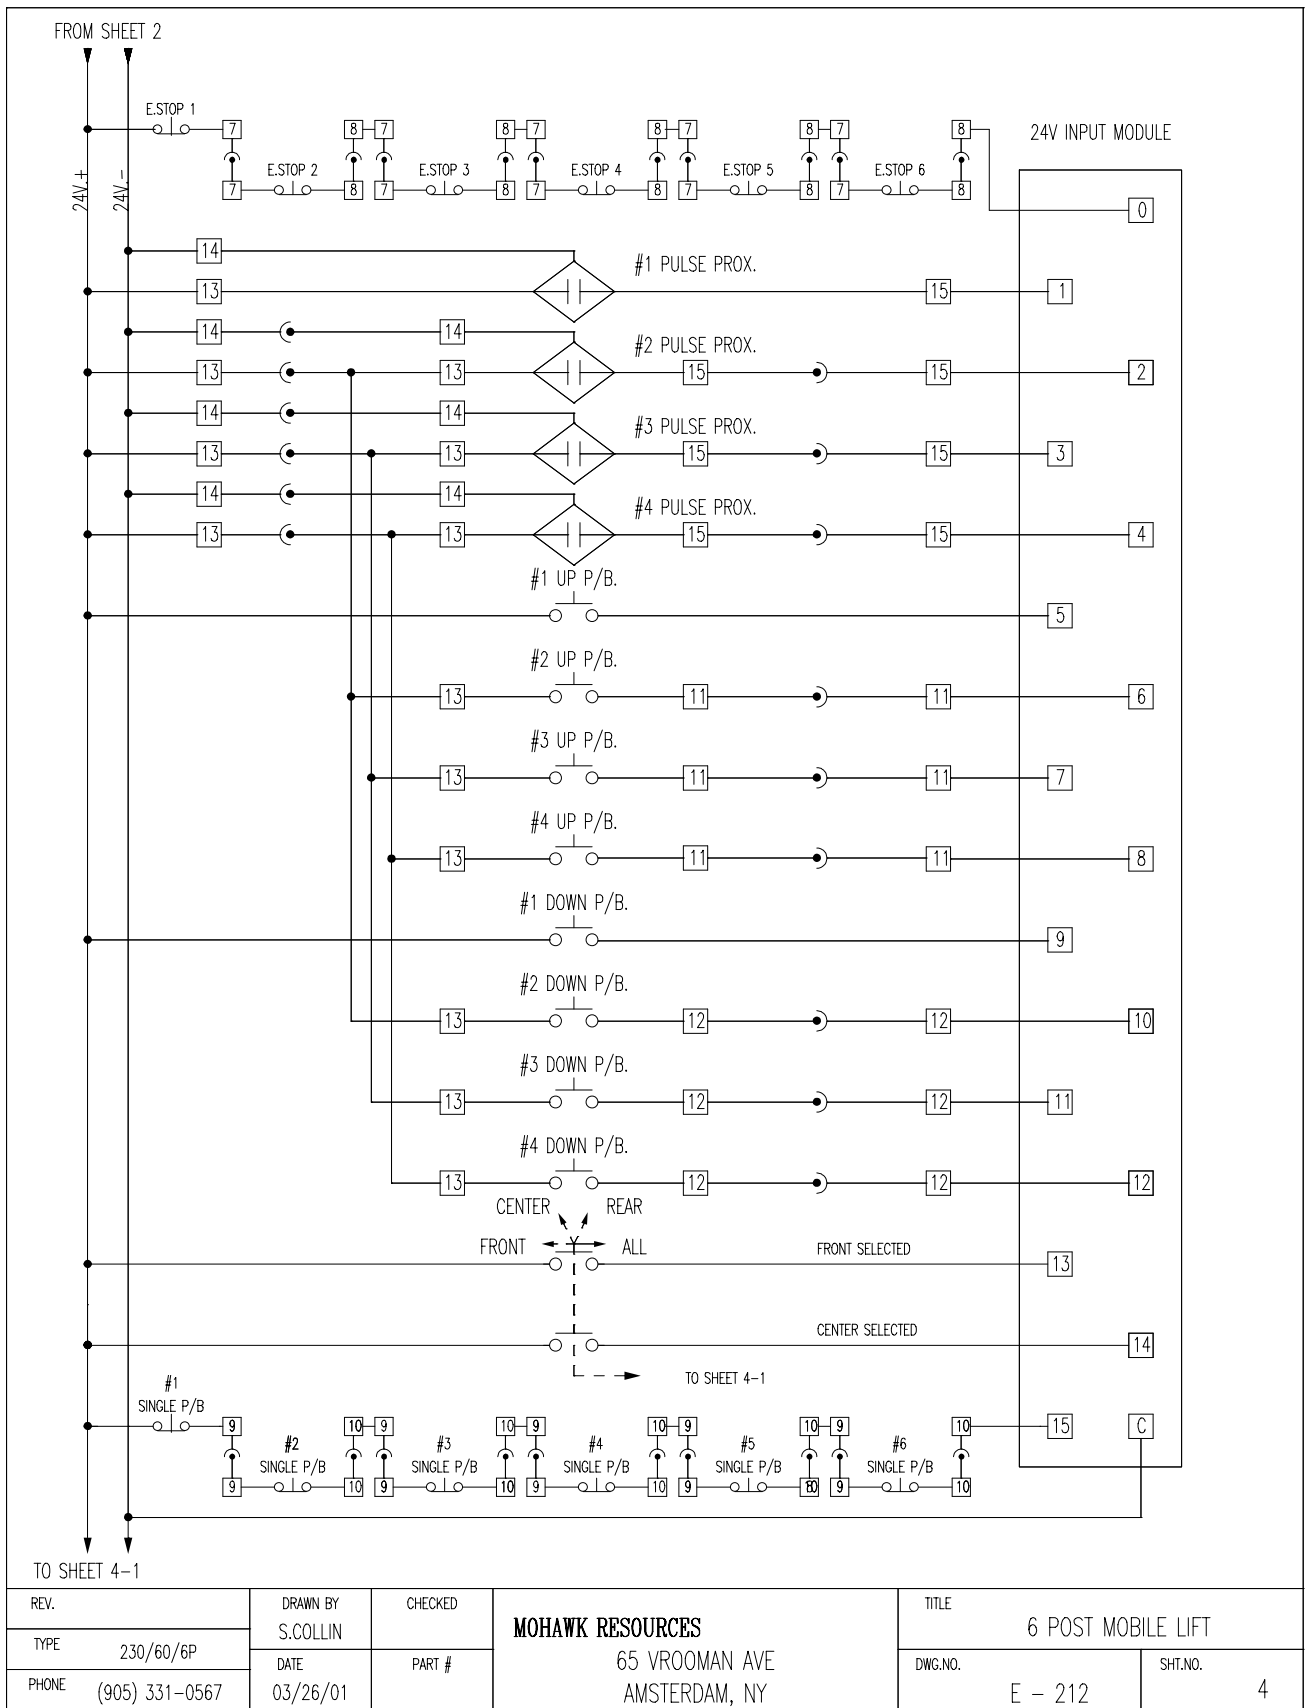 FROM SHEET 2
E.STOP 1
7 8 7 8 7 8 7 8 7 8
24V INPUT MODULE
E.STOP 2 E.STOP 3 E.STOP 4 E.STOP 5 E.STOP 6
7 8 7 8 7 8 7 8 7 8
24V.+ 24V.-
0
14
#1 PULSE PROX.
13 15 1
14 14
#2 PULSE PROX.
13 13 15 15 2
14 14
#3 PULSE PROX.
13 13 15 15 3
14 14
#4 PULSE PROX.
13 13 15 15 4
#1 UP P/B.
5
#2 UP P/B.
13 11 11 6
#3 UP P/B.
13 11 11 7
#4 UP P/B.
13 11 11 8
#1 DOWN P/B.
9
#2 DOWN P/B.
13 12 12 10
#3 DOWN P/B.
13 12 12 11
#4 DOWN P/B.
13 12 12 12
CENTER REAR
FRONT ALL
FRONT SELECTED
13
CENTER SELECTED
14
TO SHEET 4-1
#1
SINGLE P/B
9 10 9 10 9 10 9 10 9 10 15 C
#2 #3 #4 #5 #6
SINGLE P/B SINGLE P/B SINGLE P/B SINGLE P/B SINGLE P/B
9 10 9 10 9 10 9 10 9 10
TO SHEET 4-1
REV.
TYPE 230/60/6P
PHONE (905) 331-0567
DRAWN BY
S.COLLIN
DATE
03/26/01
CHECKED
PART #
MOHAWK RESOURCES
65 VROOMAN AVE
AMSTERDAM, NY
TITLE
6 POST MOBILE LIFT
DWG.NO.
E - 212
SHT.NO.
4